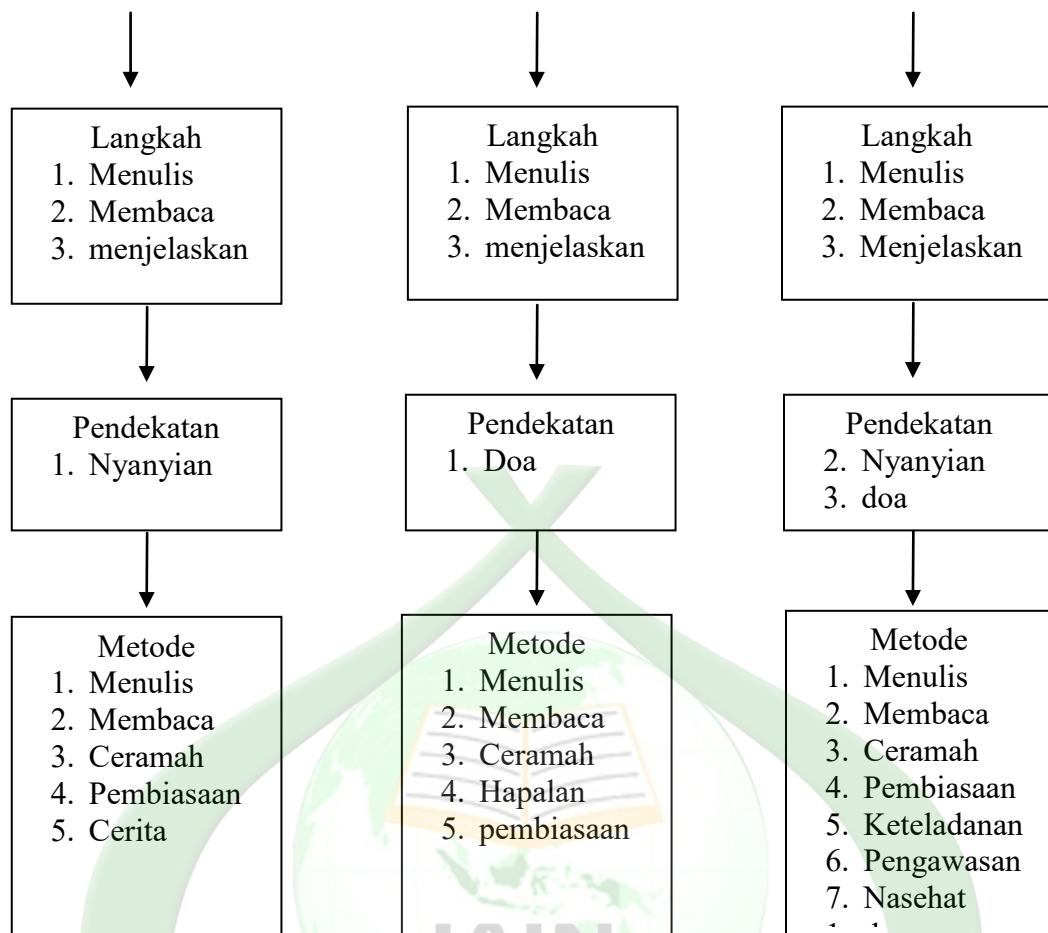 Langkah
1. Menulis
2. Membaca
3. menjelaskan
Langkah
1. Menulis
2. Membaca
3. menjelaskan
Langkah
1. Menulis
2. Membaca
3. Menjelaskan
Pendekatan
1. Nyanyian
Pendekatan
1. Doa
Pendekatan
2. Nyanyian
3. doa
Metode
1. Menulis
2. Membaca
3. Ceramah
4. Pembiasaan
5. Cerita
Metode
1. Menulis
2. Membaca
3. Ceramah
4. Hapalan
5. pembiasaan
Metode
1. Menulis
2. Membaca
3. Ceramah
4. Pembiasaan
5. Keteladanan
6. Pengawasan
7. Nasehat